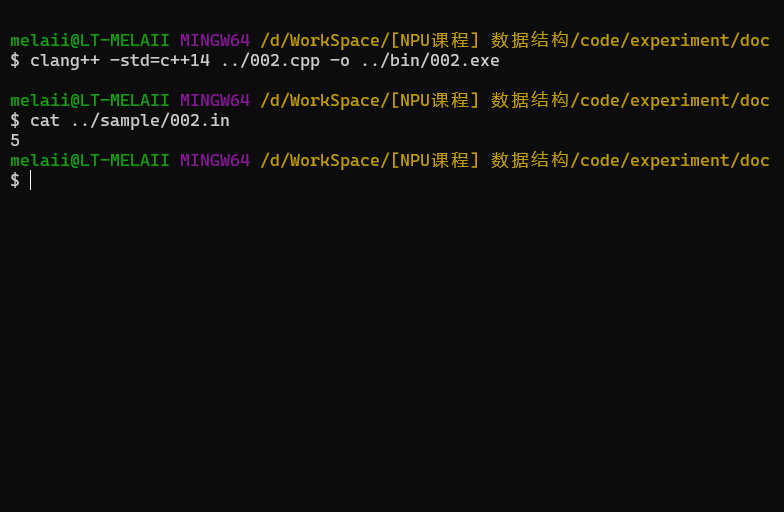 melaii@LT-MELAII MINGW64 /d/WorkSpace/[NPU课程] 数据结构/code/experiment/doc
$ clang++ -std=c++14 ../002.cpp -o ../bin/002.exe
melaii@LT-MELAII MINGW64 /d/WorkSpace/[NPU课程] 数据结构/code/experiment/doc
$ cat ../sample/002.in
5
melaii@LT-MELAII MINGW64 /d/WorkSpace/[NPU课程] 数据结构/code/experiment/doc
$